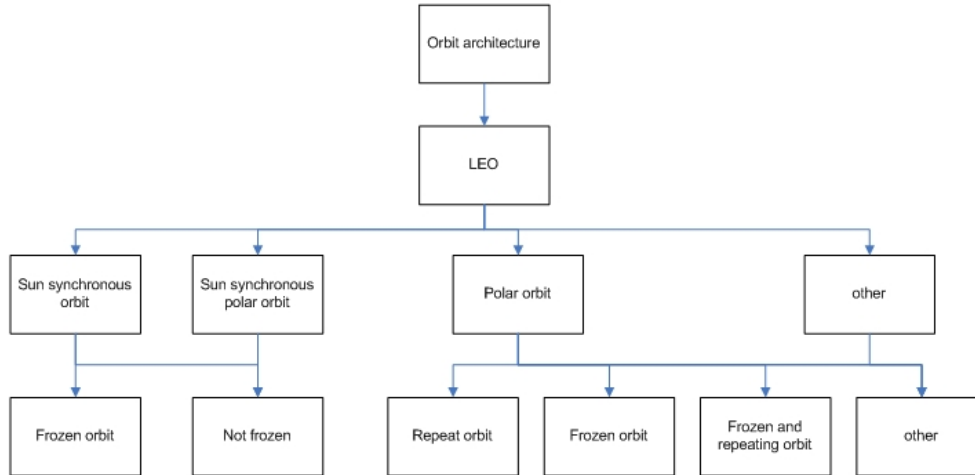 Orbit architecture
LEO
Sun synchronous
orbit
Sun synchronous
polar orbit
Polar orbit
other
Frozen orbit
Not frozen
Repeat orbit
Frozen orbit
Frozen and
repeating orbit
other